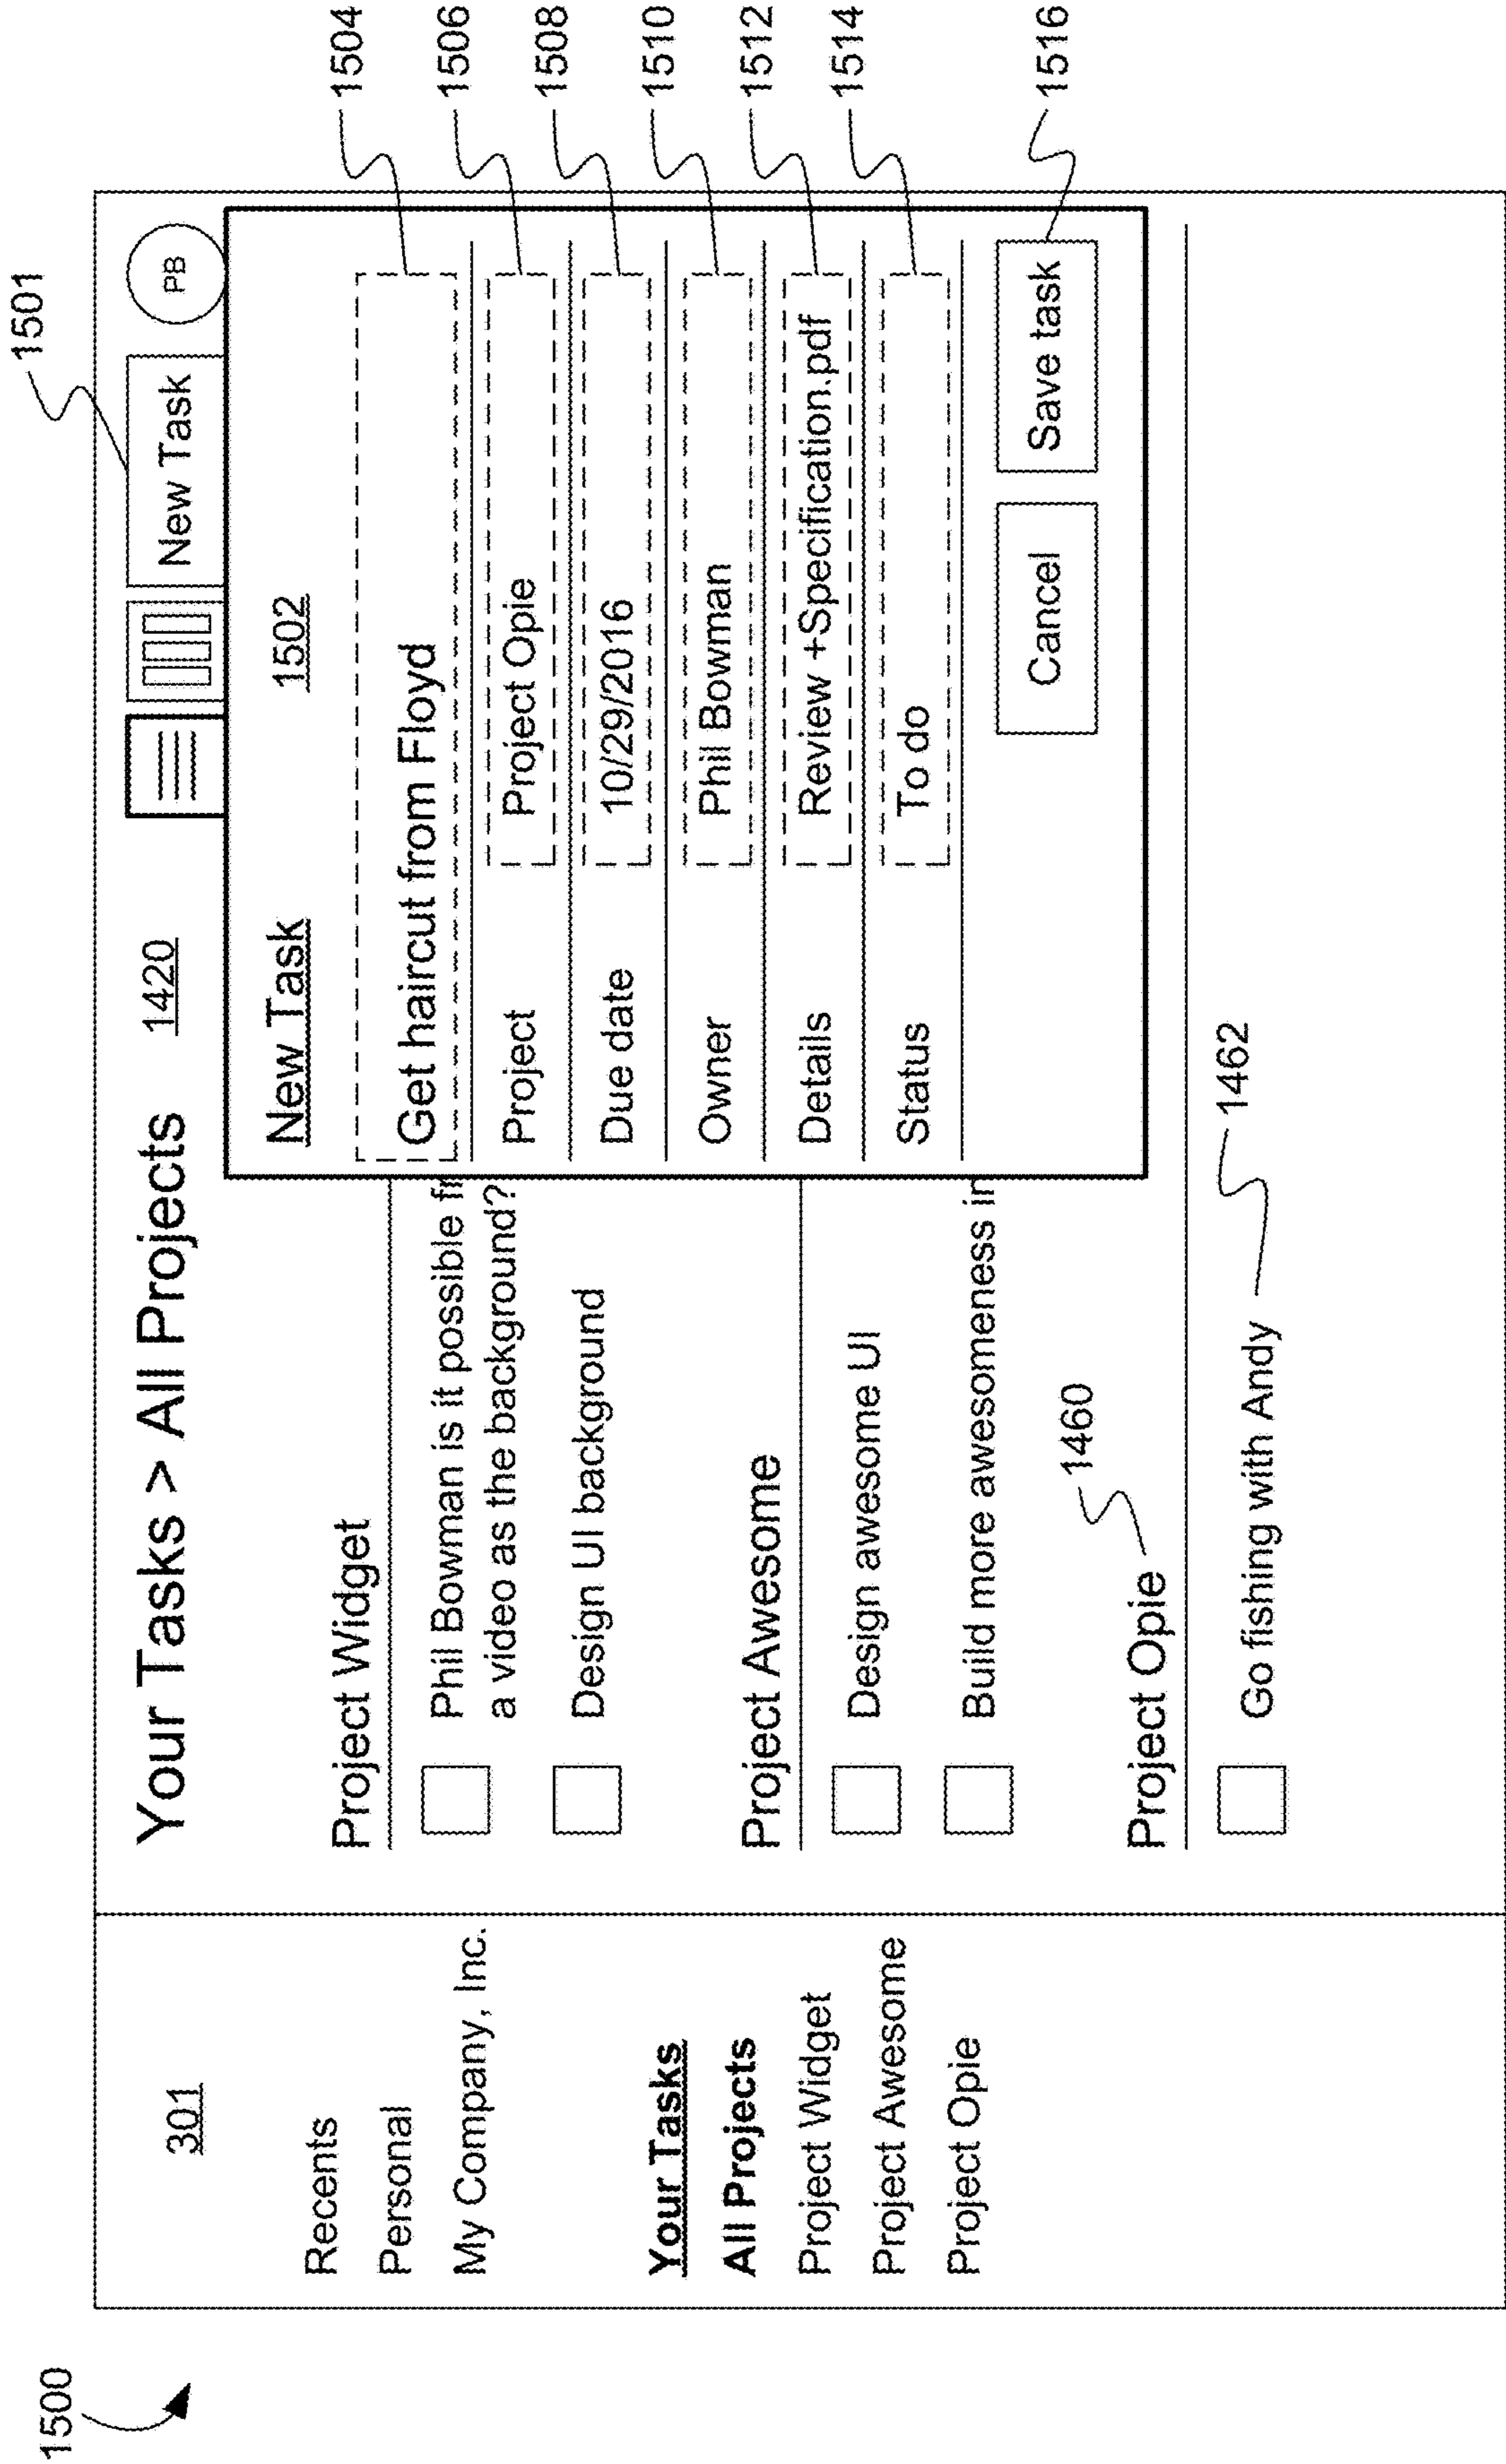 1500
301
Recents
Personal
My Company, Inc.
Your Tasks
All Projects
Project Widget
Project Awesome
Project Opie
Your Tasks > All Projects
1420
New Task
PB
1501
Project Widget
Phil Bowman is it possible fr
a video as the background?
Design UI background
Project Awesome
Design awesome UI
Build more awesomeness in
Project Opie
1460
Go fishing with Andy
1462
New Task
1502
Get haircut from Floyd
1504
Project Project Opie
1506
Due date 10/29/2016
1508
Owner Phil Bowman
1510
Details Review +Specification.pdf
1512
Status To do
1514
Cancel
Save task
1516